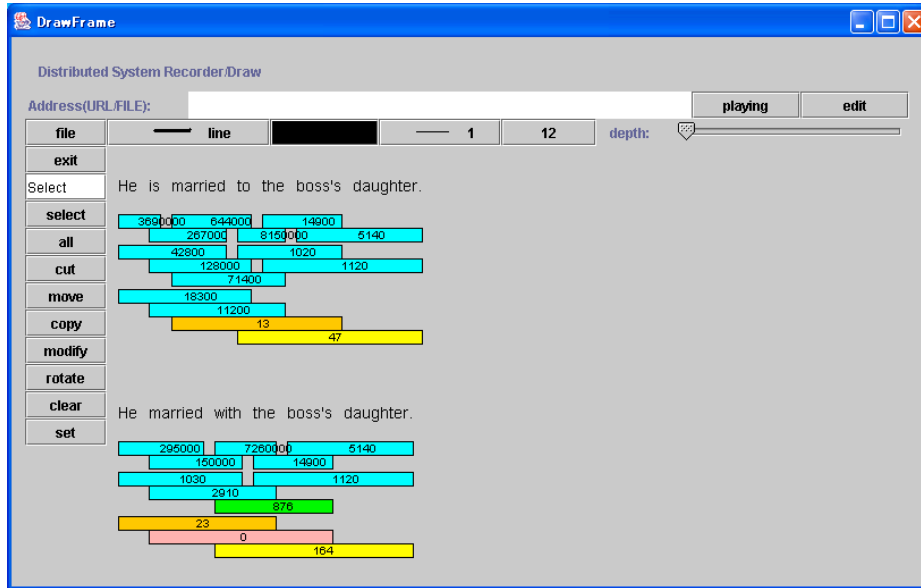 DrawFrame
Distributed System Recorder/Draw
Address(URL/FILE): playing edit
file line 1 12 depth:
exit
Select
select
all
cut
move
copy
modify
rotate
clear
set
He is married to the boss's daughter.
3690000 644000 14900
267000 8150000 5140
42800 1020
128000 1120
71400
18300
11200
13
47
He married with the boss's daughter.
295000 7260000 5140
150000 14900
1030 1120
2910
876
23
0
164